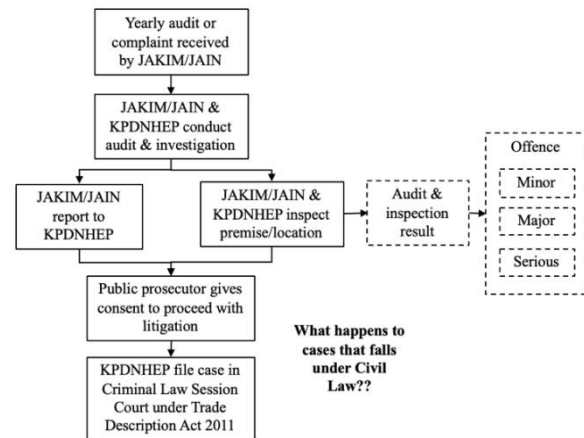 Yearly audit or
complaint received
by JAKIM/JAIN
JAKIM/JAIN &
KPDNHEP conduct
audit & investigation
JAKIM/JAIN
report to
KPDNHEP
JAKIM/JAIN &
KPDNHEP inspect
premise/location
Audit &
inspection
result
Offence
Minor
Major
Serious
Public prosecutor gives
consent to proceed with
litigation
What happens to
cases that falls
under Civil
Law??
KPDNHEP file case in
Criminal Law Session
Court under Trade
Description Act 2011